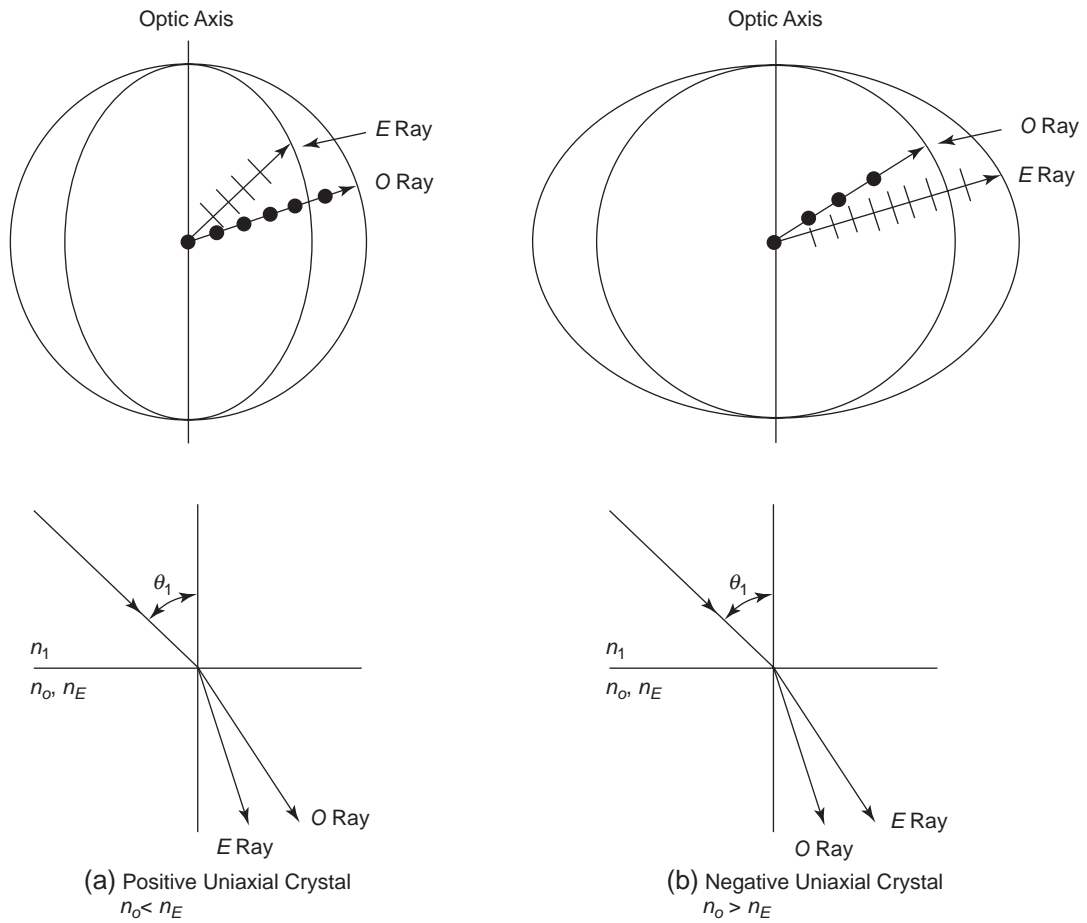 Optic Axis
E Ray
O Ray
θ1
n1
no, nE
O Ray
E Ray
(a) Positive Uniaxial Crystal
no< nE
Optic Axis
O Ray
E Ray
θ1
n1
no, nE
E Ray
O Ray
(b) Negative Uniaxial Crystal
no > nE